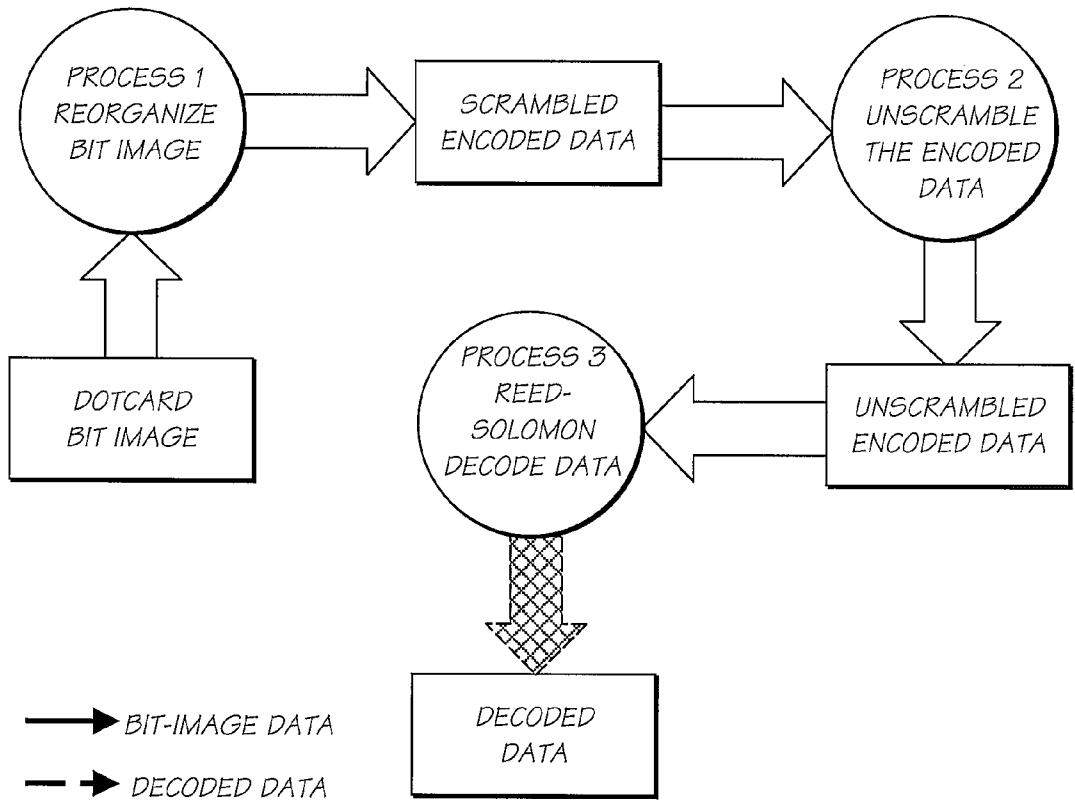 PROCESS 1
REORGANIZE
BIT IMAGE
SCRAMBLED
ENCODED DATA
PROCESS 2
UNSCRAMBLE
THE ENCODED
DATA
DOTCARD
BIT IMAGE
PROCESS 3
REED-
SOLOMON
DECODE DATA
UNSCRAMBLED
ENCODED DATA
DECODED
DATA
BIT-IMAGE DATA
DECODED DATA